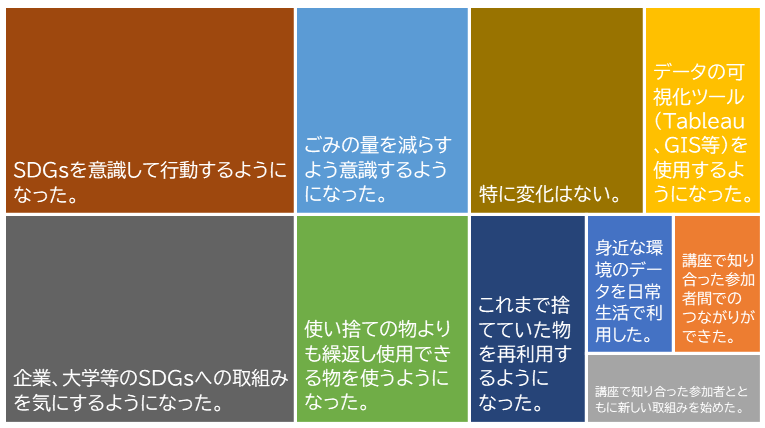 SDGsを意識して行動するように
なった。
ごみの量を減らす
よう意識するよう
になった。
特に変化はない。
データの可
視化ツール
(Tableau
、GIS等)を
使用するよ
うになった。
企業、大学等のSDGsへの取組み
を気にするようになった。
使い捨ての物より
も繰返し使用でき
る物を使うように
なった。
これまで捨
てていた物
を再利用す
るように
なった。
身近な環
境のデー
タを日常
生活で利
用した。
講座で知り
合った参加
者間での
つながりが
できた。
講座で知り合った参加者とと
もに新しい取組みを始めた。